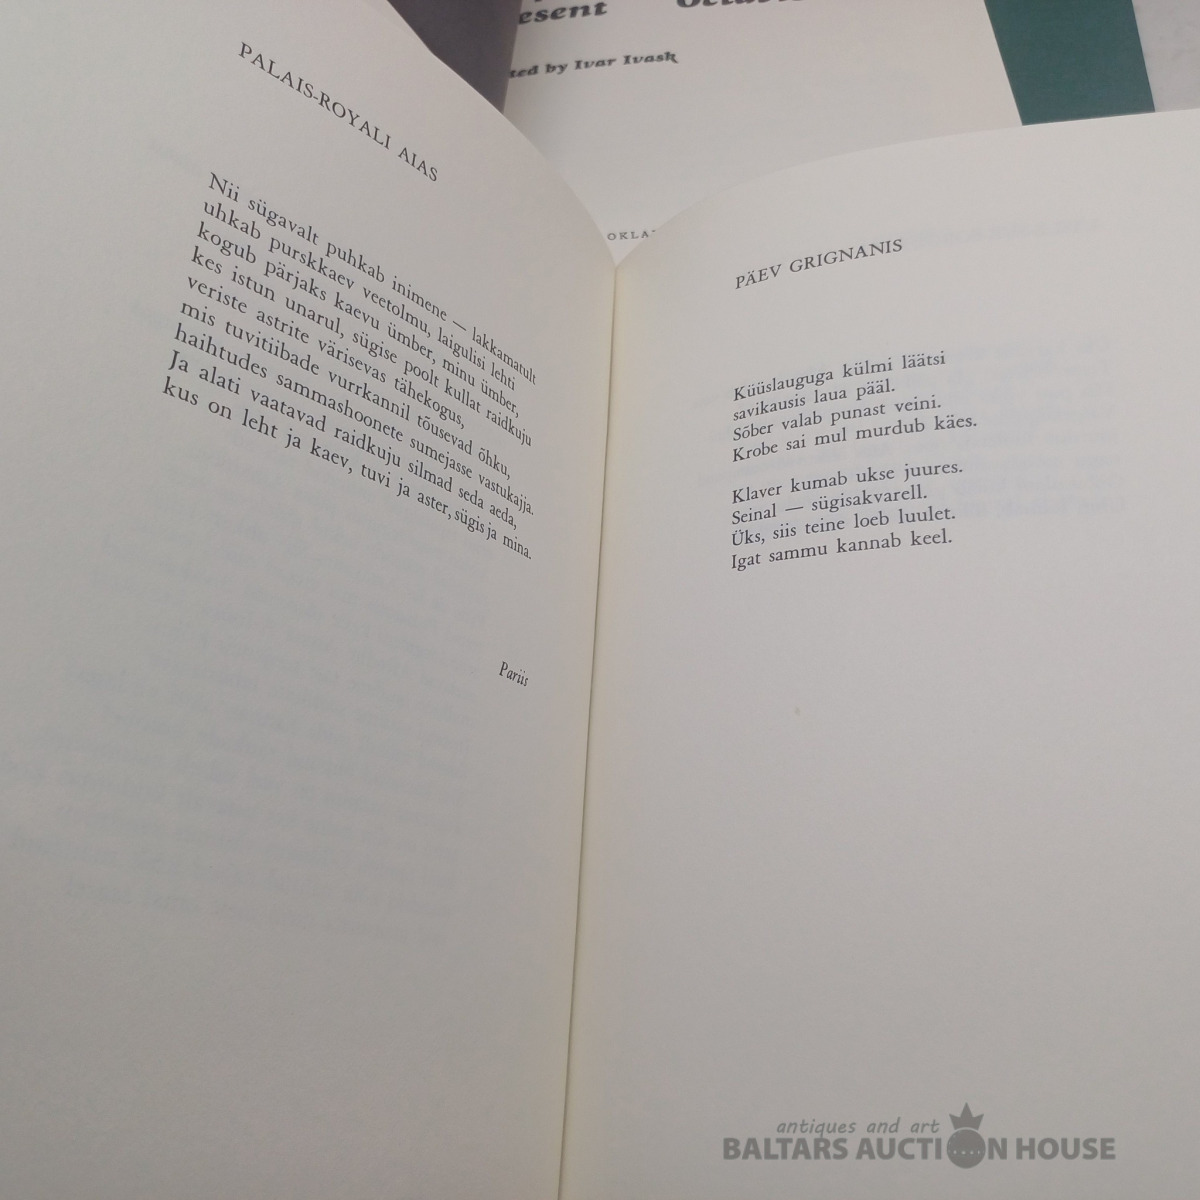 esent
ted by Ivar Ivask
OKLA
PALAIS-ROYALI AIAS
Nii sügavalt puhkab inimene — lakkamatult
uhkab purskkaev veetolmu, laigulisi lehti
kogub pärjaks kaevu ümber, minu ümber,
kes istun unarul, sügise poolt kullat raidkuju
veriste astrite värisevas tähekogus,
mis tuvitiibade vurrkannil tõusevad õhku,
haihtudes sammashoonete sumejasse vastukajja.
Ja alati vaatavad raidkuju silmad seda aeda,
kus on leht ja kaev, tuvi ja aster, sügis ja mina.
Pariis
PÄEV GRIGNANIS
Küüslauguga külmi läätsi
savikausis laua pääl.
Sõber valab punast veini.
Krobe sai mul murdub käes.
Klaver kumab ukse juures.
Seinal — sügisakvarell.
Üks, siis teine loeb luulet.
Igat sammu kannab keel.
antiques and art
BALTARS AUCTION HOUSE